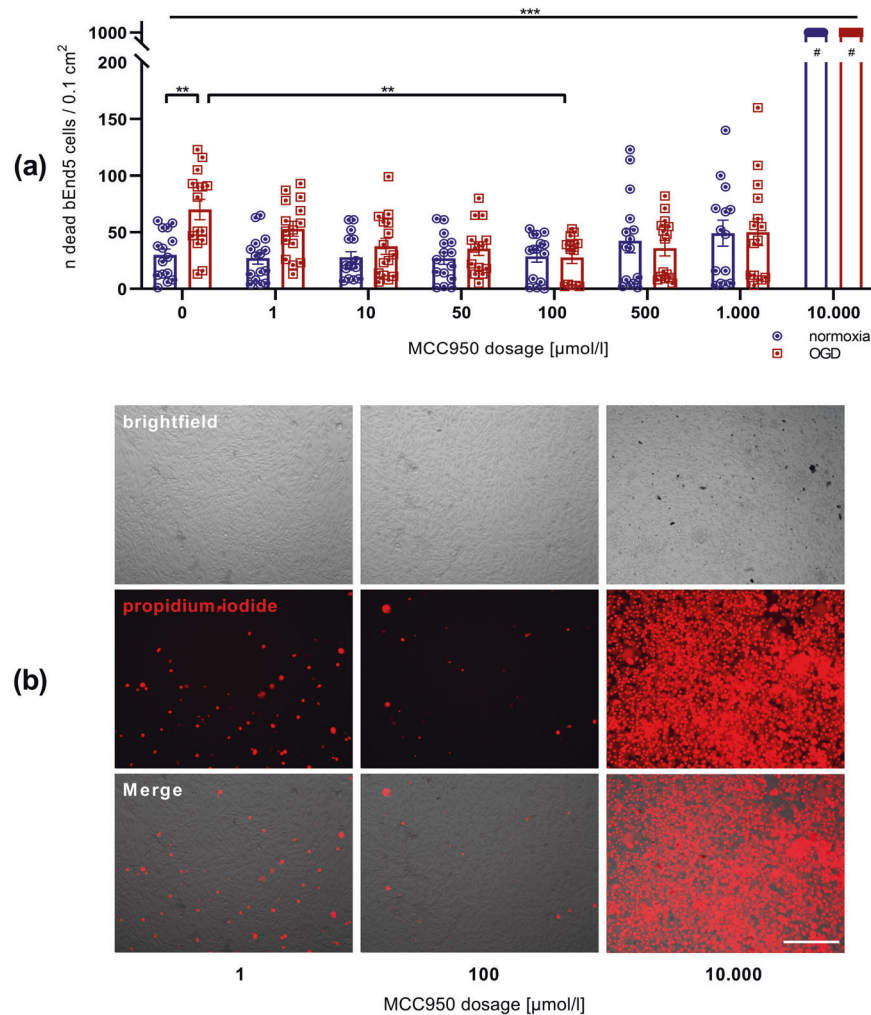 ***
1000
200
150
100
50
0
n dead bEnd5 cells / 0.1 cm²
(a)
**
**
#
#
0
1
10
50
100
500
1.000
10.000
MCC950 dosage [µmol/l]
normoxia
OGD
(b)
brightfield
propidium iodide
Merge
1
100
10.000
MCC950 dosage [µmol/l]